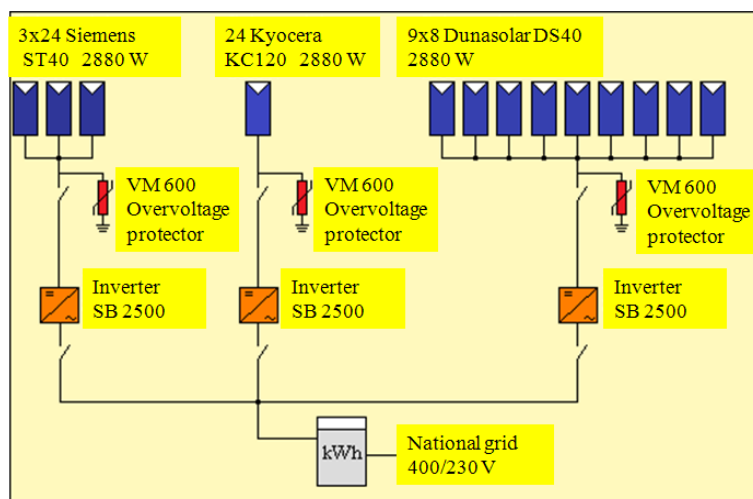 3x24 Siemens
ST40 2880 W
24 Kyocera
KC120 2880 W
9x8 Dunasolar DS40
2880 W
VM 600
Overvoltage
protector
VM 600
Overvoltage
protector
VM 600
Overvoltage
protector
Inverter
SB 2500
Inverter
SB 2500
Inverter
SB 2500
kWh
National grid
400/230 V